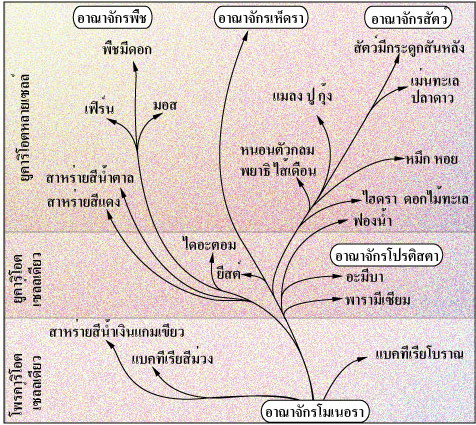 อาณาจักรพืช
อาณาจักรเห็ดรา
อาณาจักรสัตว์
พืชมีดอก
สัตว์มีกระดูกสันหลัง
ยูคาริโอตหลายเซลล์
เฟิร์น
มอส
แมลง ปู กุ้ง
เม่นทะเล
ปลาดาว
หนอนตัวกลม
พยาธิ ไส้เดือน
หมึก หอย
สาหร่ายสีน้ำตาล
สาหร่ายสีแดง
ไฮดรา ดอกไม้ทะเล
ฟองน้ำ
ยูคาริโอต
เซลล์เดียว
ไดอะตอม
ยีสต์
อาณาจักรโปรติสตา
อะมีบา
พารามีเซียม
โพรคาริโอต
เซลล์เดียว
สาหร่ายสีน้ำเงินแกมเขียว
แบคทีเรียสีม่วง
แบคทีเรียโบราณ
อาณาจักรโมเนอรา